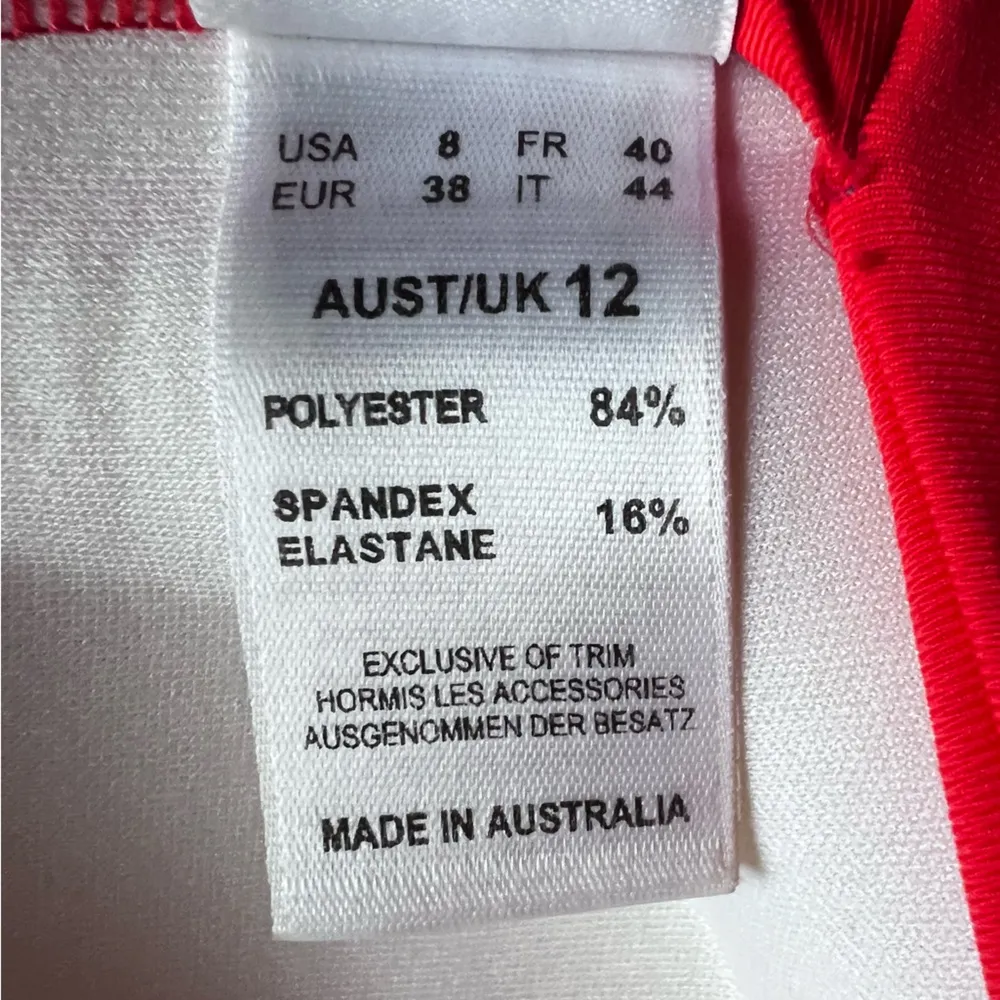 USA 8 FR 40
EUR 38 IT 44
AUST/UK 12
POLYESTER 84%
SPANDEX
ELASTANE 16%
EXCLUSIVE OF TRIM
HORMIS LES ACCESSORIES
AUSGENOMMEN DER BESATZ
MADE IN AUSTRALIA